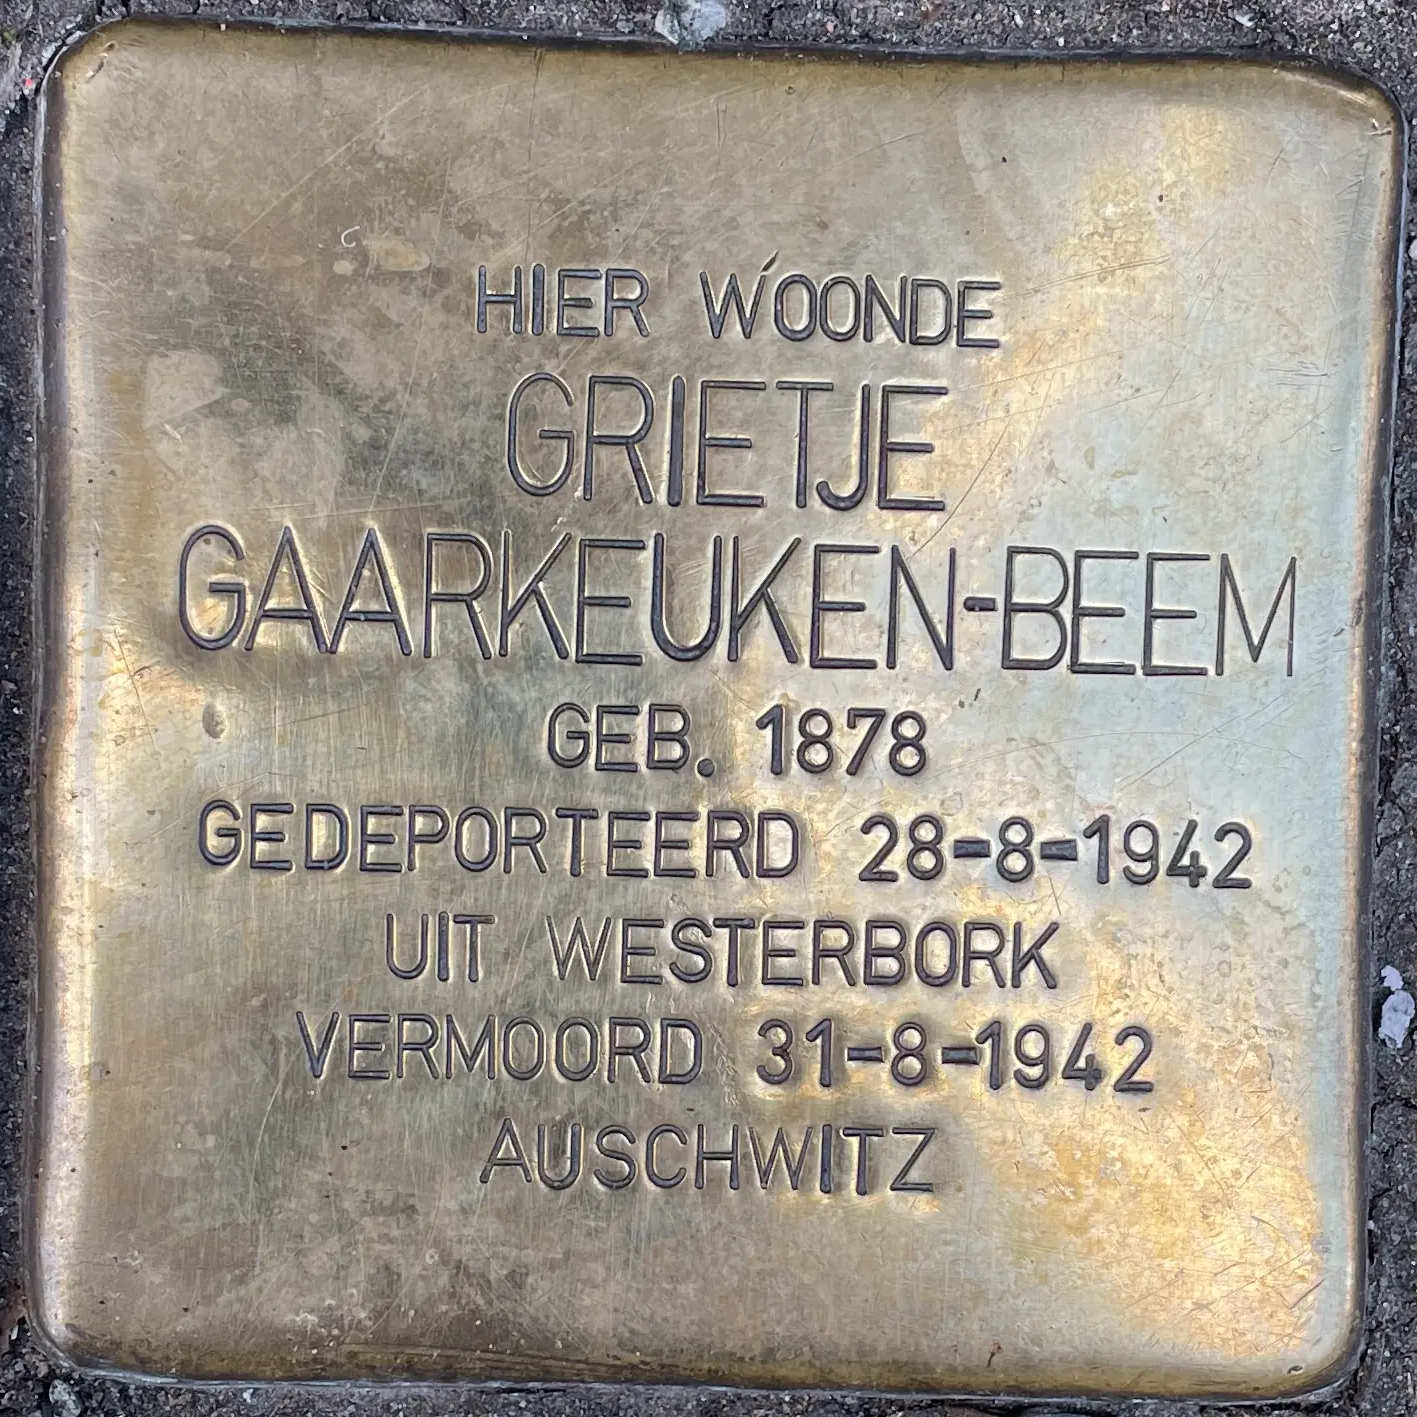 HIER WOONDE
GRIETJE
GAARKEUKEN-BEEM
GEB. 1878
GEDEPORTEERD 28-8-1942
UIT WESTERBORK
VERMOORD 31-8-1942
AUSCHWITZ